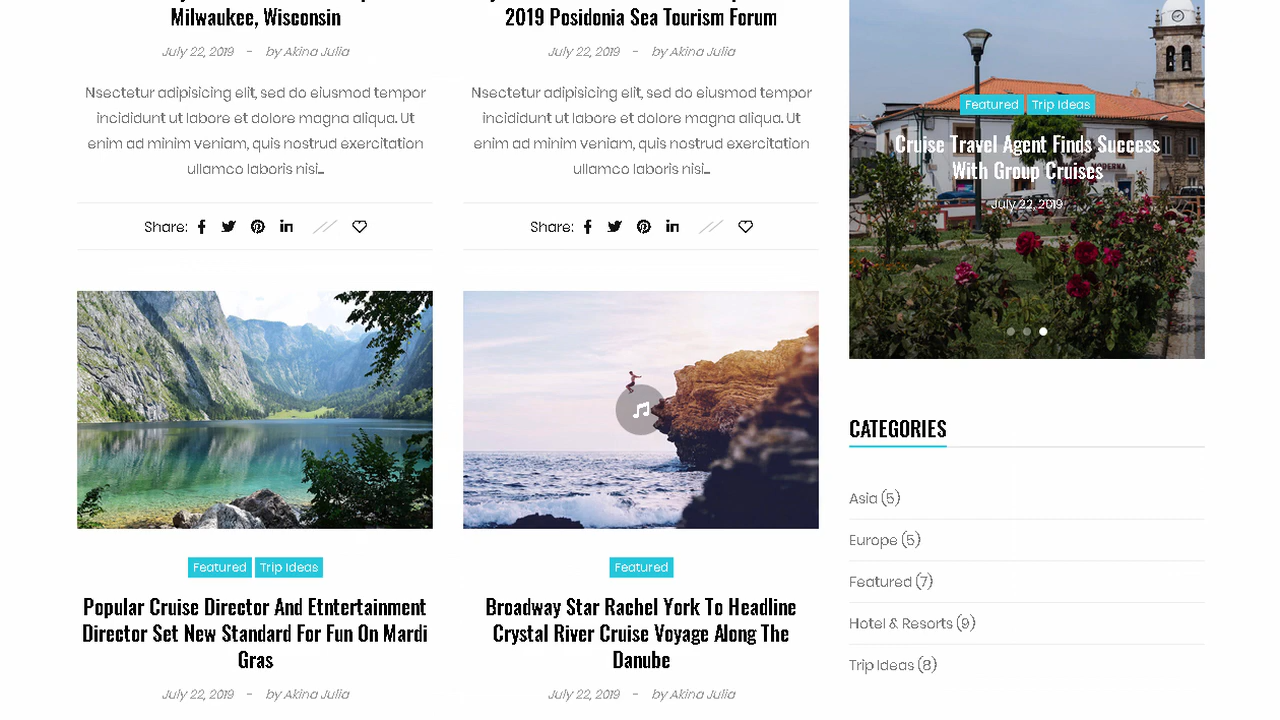 Milwaukee, Wisconsin
July 22, 2019 - by Akina Julia
Nsectetur adipisicing elit, sed do eiusmod tempor
incididunt ut labore et dolore magna aliqua. Ut
enim ad minim veniam, quis nostrud exercitation
ullamco laboris nisi...
Share:
2019 Posidonia Sea Tourism Forum
July 22, 2019 - by Akina Julia
Nsectetur adipisicing elit, sed do eiusmod tempor
incididunt ut labore et dolore magna aliqua. Ut
enim ad minim veniam, quis nostrud exercitation
ullamco laboris nisi...
Share:
Featured Trip Ideas
Popular Cruise Director And Etntertainment
Director Set New Standard For Fun On Mardi
Gras
July 22, 2019 - by Akina Julia
Featured
Broadway Star Rachel York To Headline
Crystal River Cruise Voyage Along The
Danube
July 22, 2019 - by Akina Julia
Featured Trip Ideas
Cruise Travel Agent Finds Success
With Group Cruises
July 22, 2019
CATEGORIES
Asia (5)
Europe (5)
Featured (7)
Hotel & Resorts (9)
Trip Ideas (8)